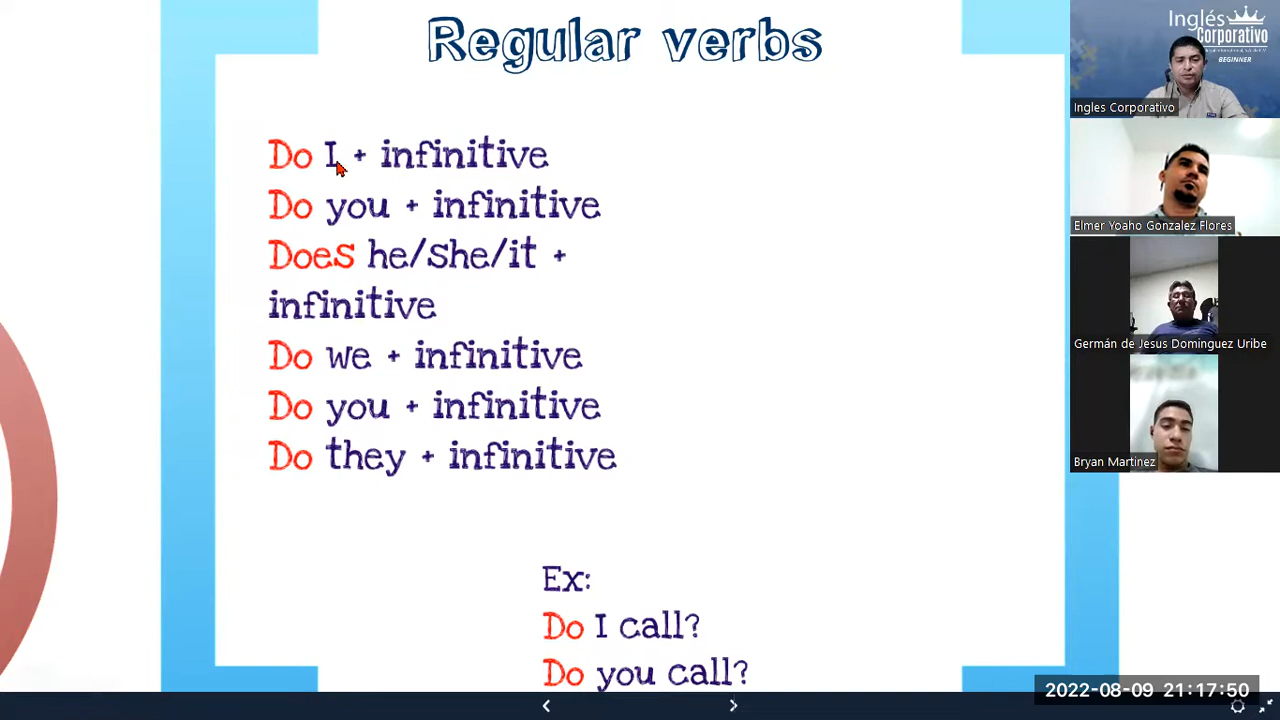 Regular verbs
Do I + infinitive
Do you + infinitive
Does he/she/it +
infinitive
Do we + infinitive
Do you + infinitive
Do they + infinitive
Ex:
Do I call?
Do you call?
Inglés
Corporativo
BEGINNER
Ingles Corporativo
Elmer Yoaho Gonzalez Flores
Germán de Jesus Dominguez Uribe
Bryan Martinez
2022-08-09 21:17:50